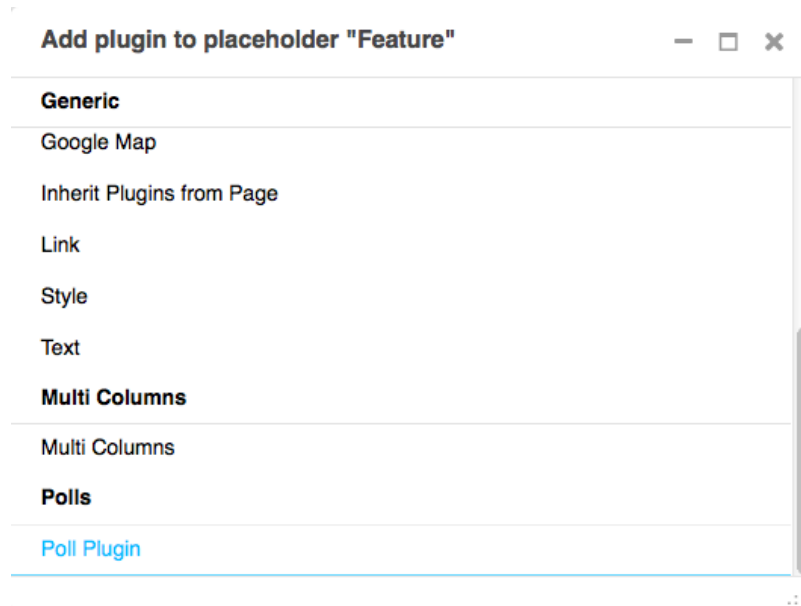 Add plugin to placeholder "Feature"
Generic
Google Map
Inherit Plugins from Page
Link
Style
Text
Multi Columns
Multi Columns
Polls
Poll Plugin